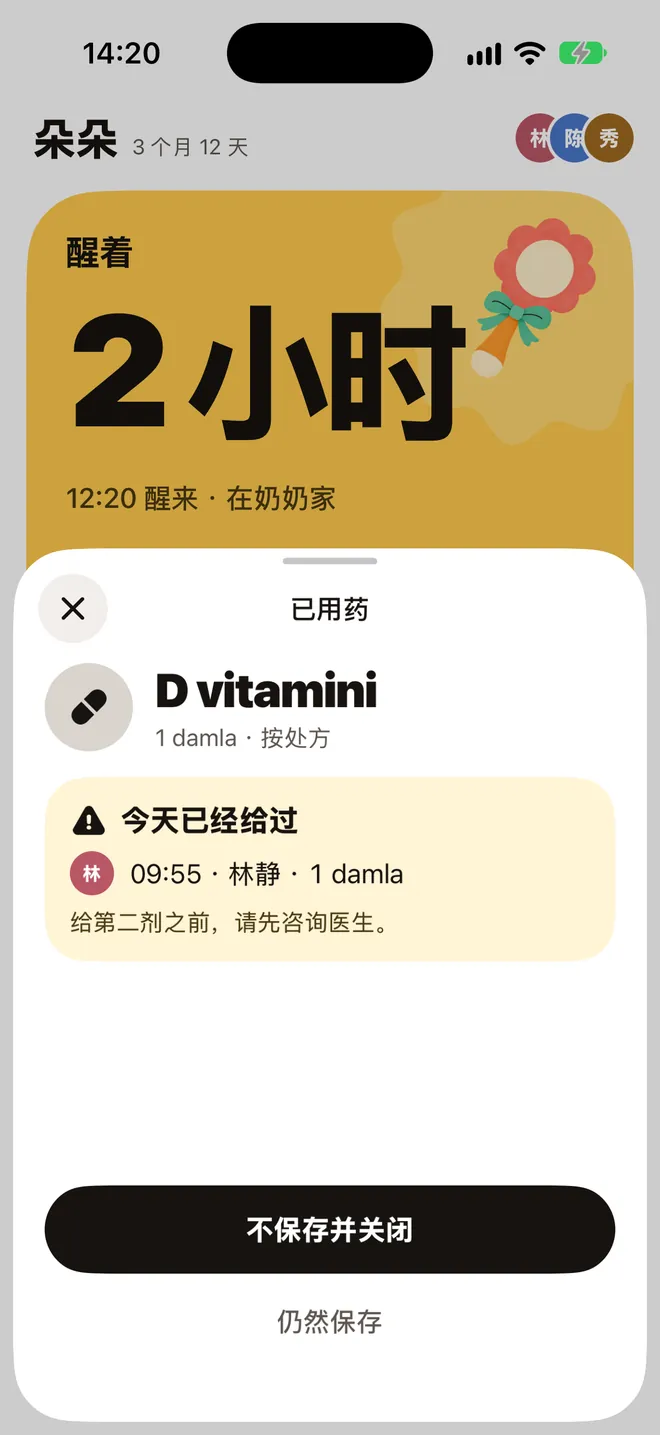 14:20
朵朵 3 个月 12 天
林 陈 秀
醒着
2 小时
12:20 醒来 · 在奶奶家
已用药
D vitamini
1 damla · 按处方
今天已经给过
林 09:55 · 林静 · 1 damla
给第二剂之前，请先咨询医生。
不保存并关闭
仍然保存